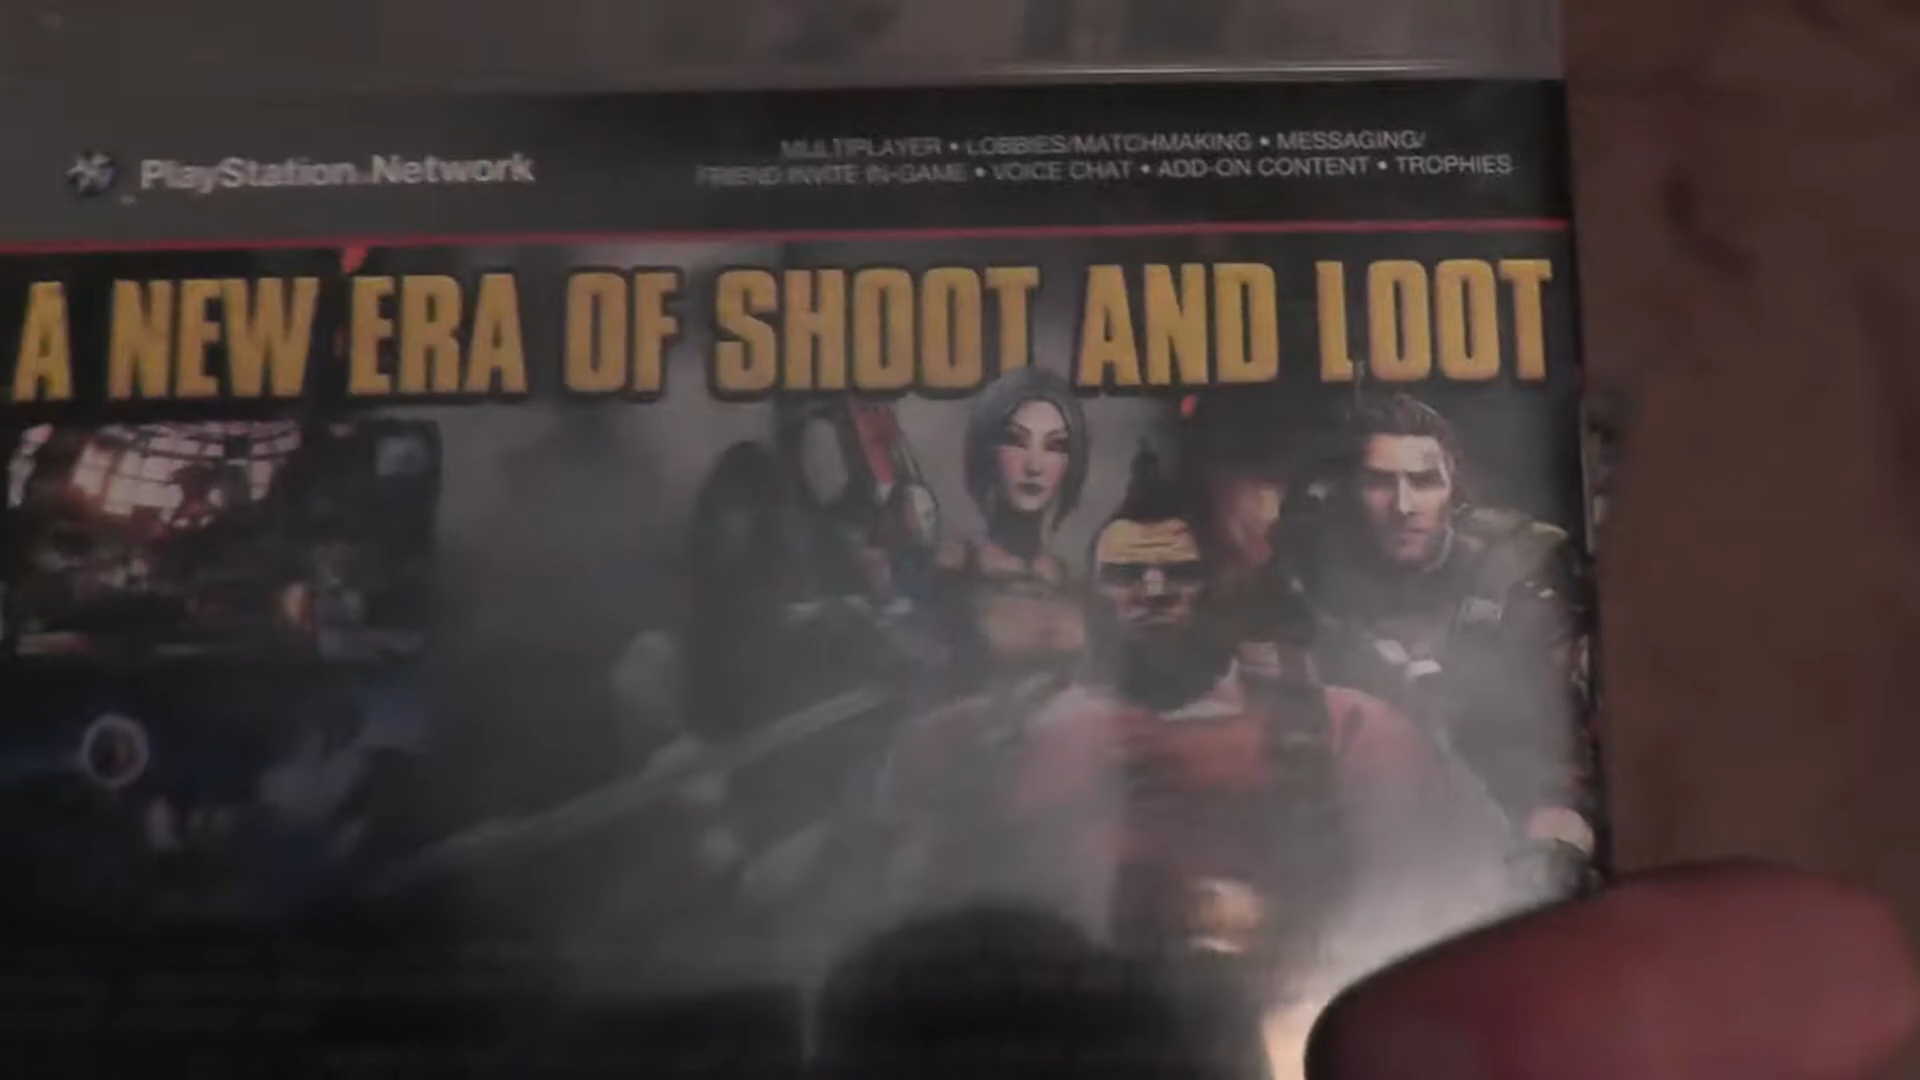 PlayStation Network
MULTIPLAYER • LOBBIES/MATCHMAKING • MESSAGING/
FRIEND INVITE IN-GAME • VOICE CHAT • ADD-ON CONTENT • TROPHIES
A NEW ERA OF SHOOT AND LOOT